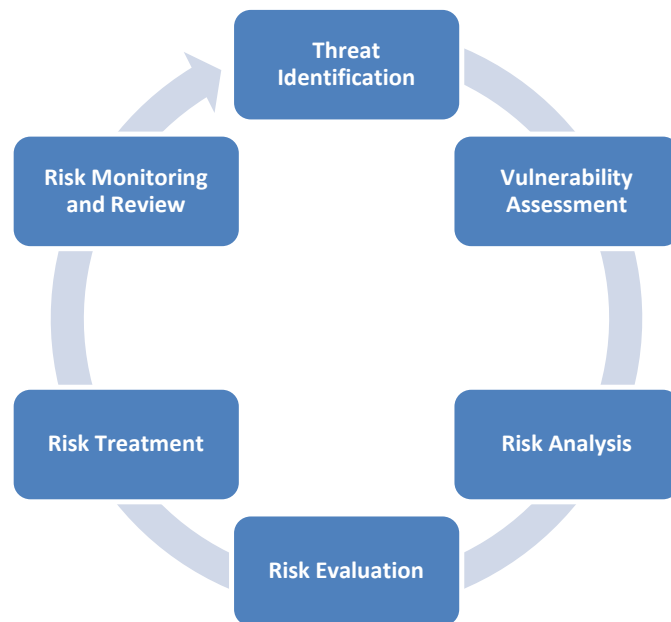 Threat
Identification
Vulnerability
Assessment
Risk Analysis
Risk Evaluation
Risk Treatment
Risk Monitoring
and Review